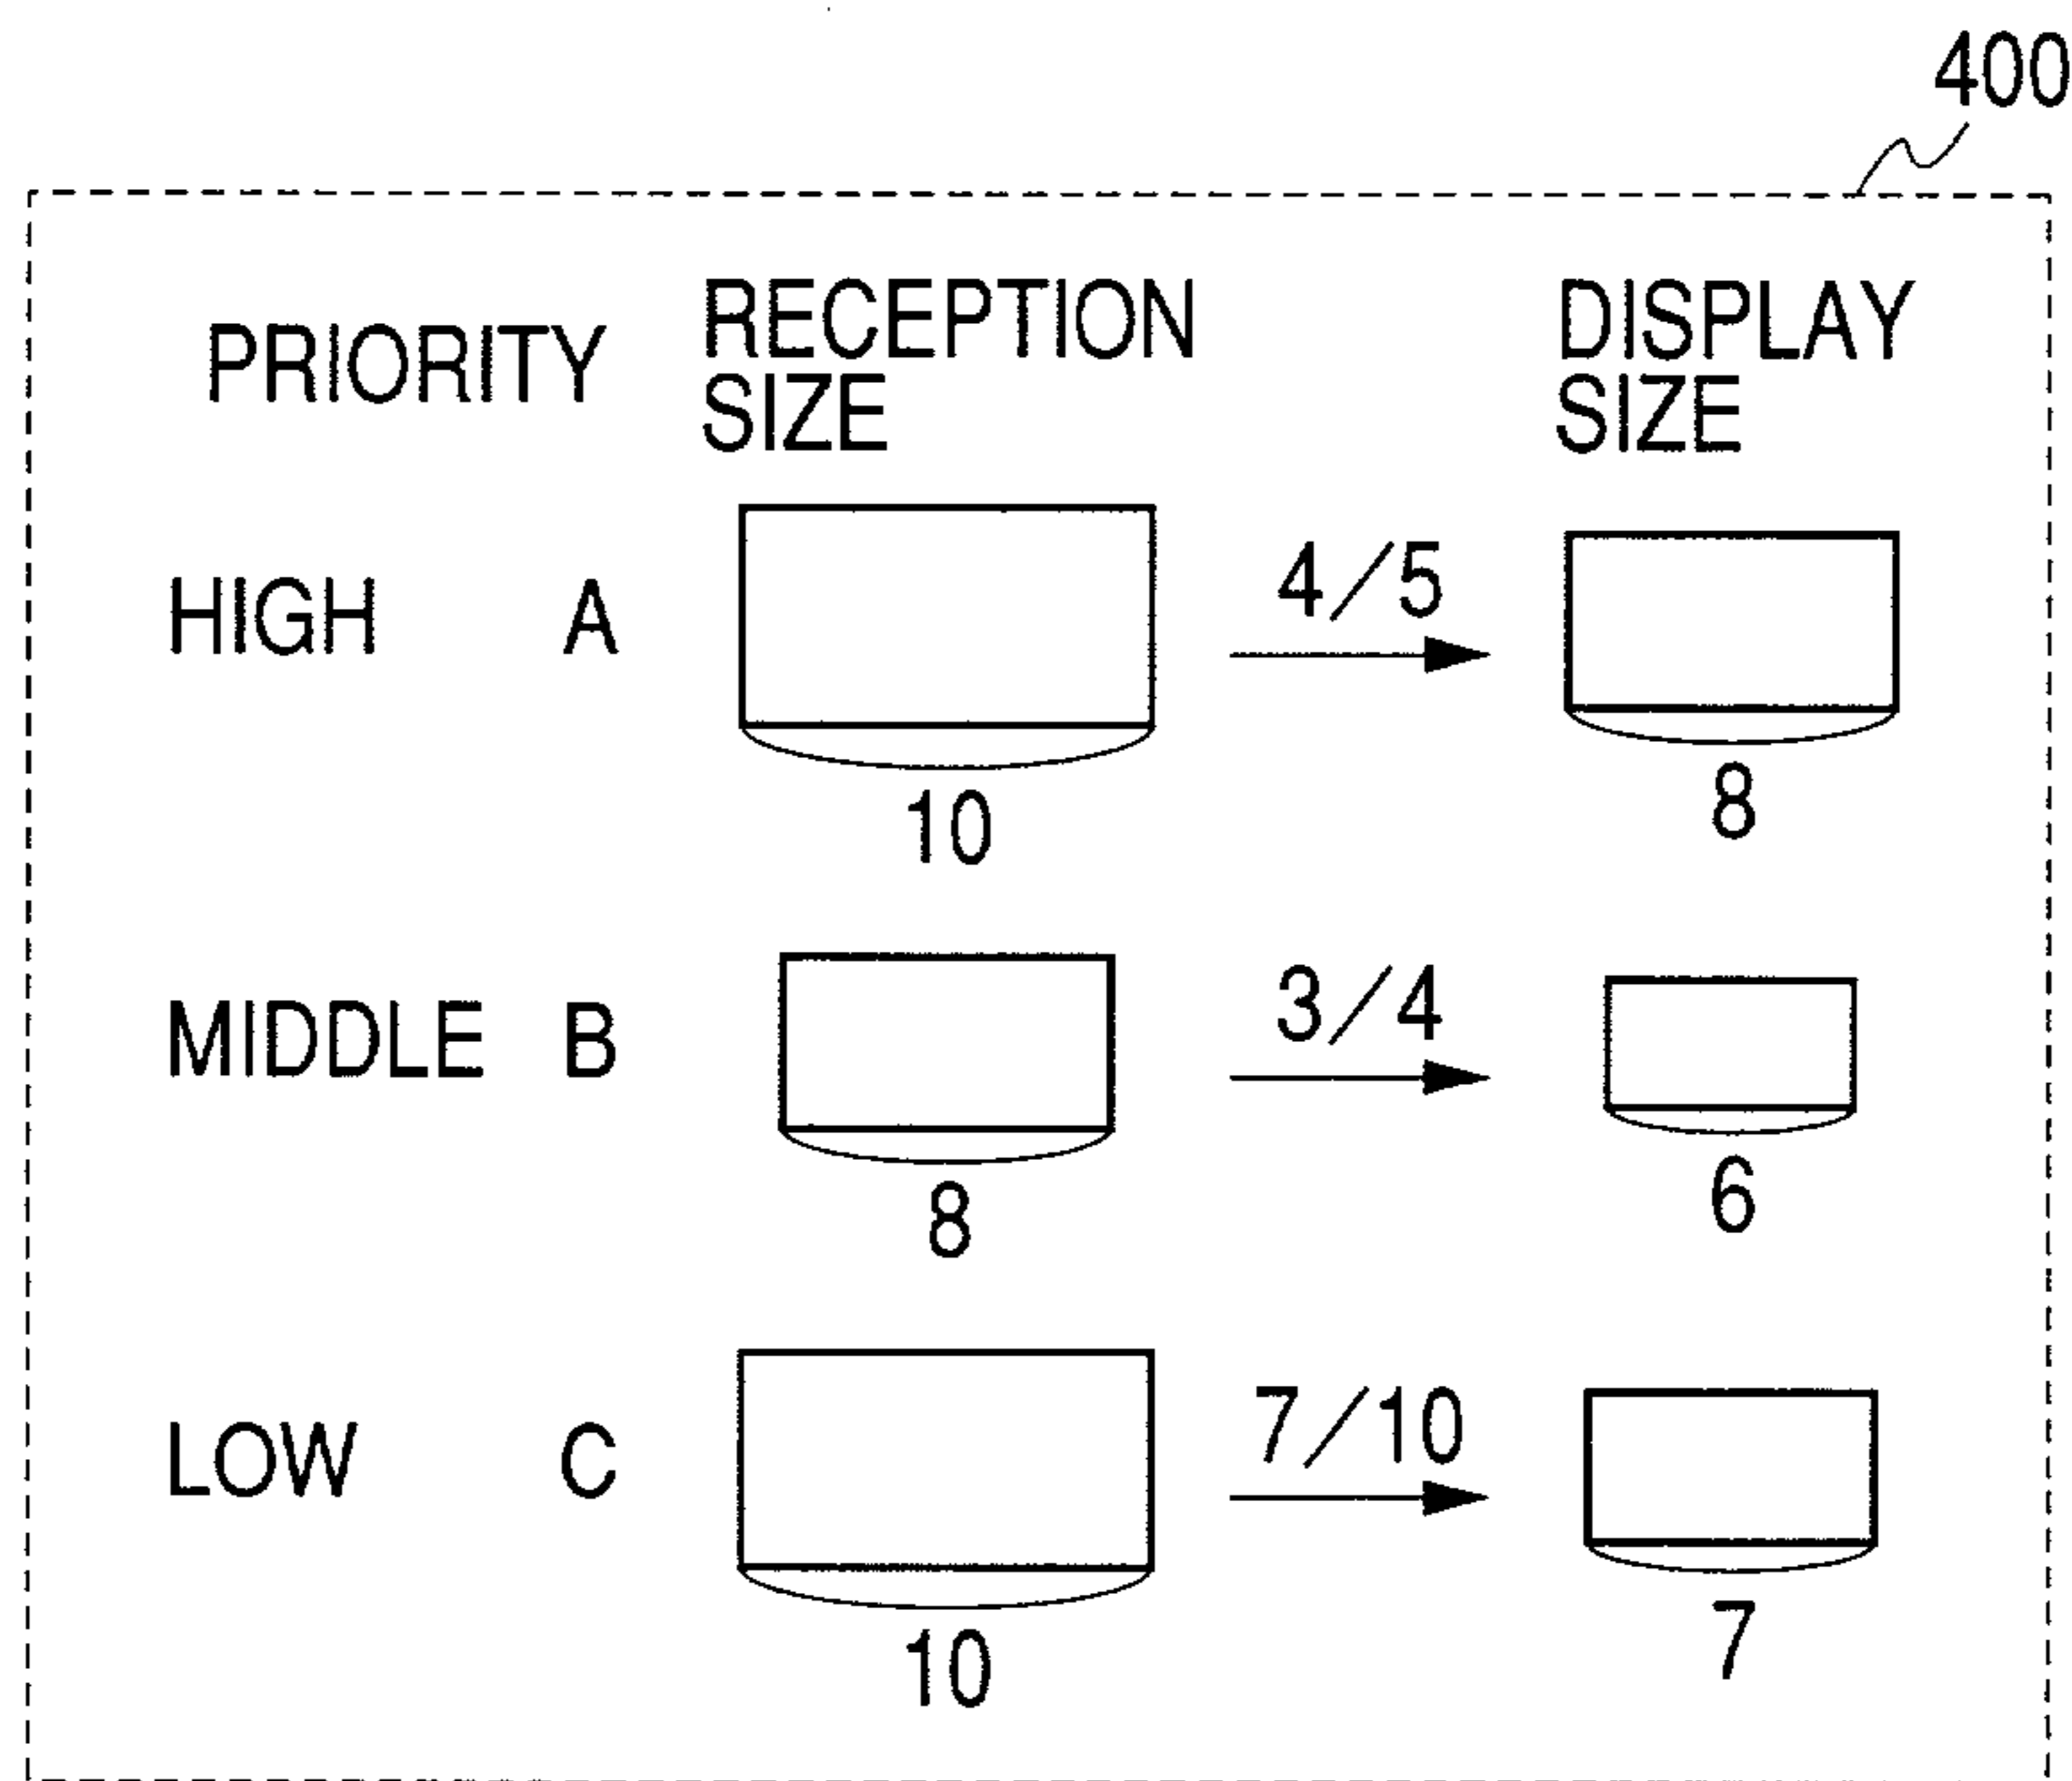 400
PRIORITY
RECEPTION
SIZE
DISPLAY
SIZE
HIGH A
4/5
10
8
MIDDLE B
3/4
8
6
LOW C
7/10
10
7